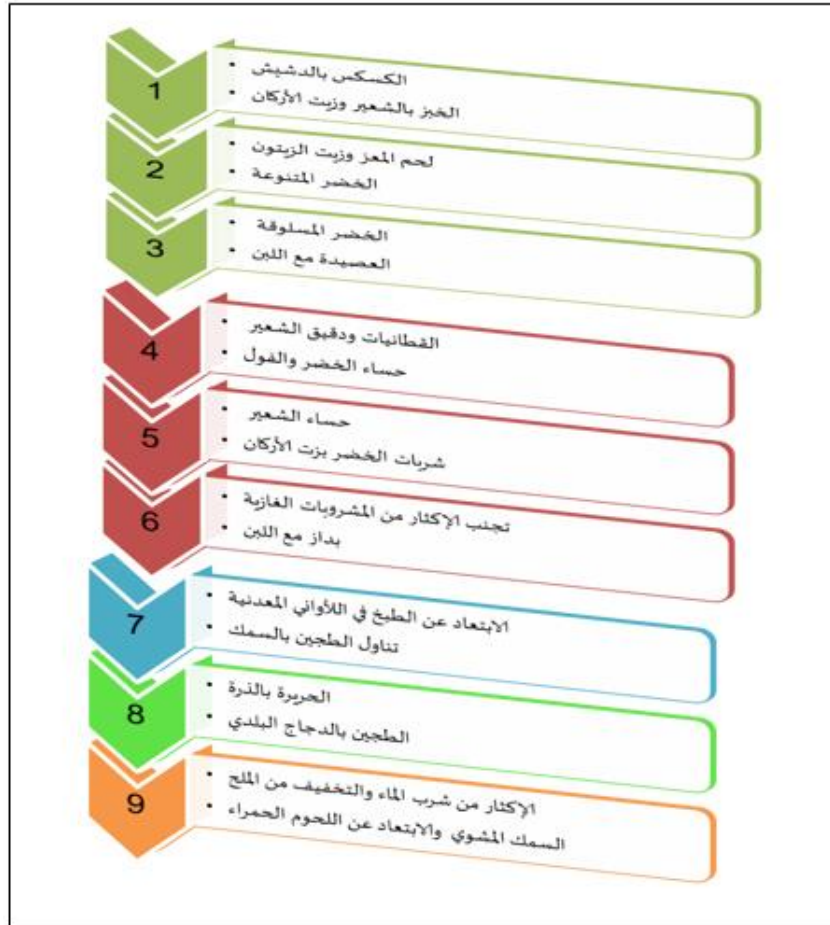 1
الكسكس بالدشيش
الخبز بالشعير وزيت الأركان
2
لحم المعز وزيت الزيتون
الخضر المتنوعة
3
الخضر المسلوقة
العصيدة مع اللبن
4
القطانيات ودقيق الشعير
حساء الخضر والفول
5
حساء الشعير
شربات الخضر بزت الأركان
6
تجنب الإكثار من المشروبات الغازية
بداز مع اللبن
7
الابتعاد عن الطبخ في اللأواني المعدنية
تناول الطجين بالسمك
8
الحريرة بالذرة
الطجين بالدجاج البلدي
9
الإكثار من شرب الماء والتخفيف من الملح
السمك المشوي والابتعاد عن اللحوم الحمراء